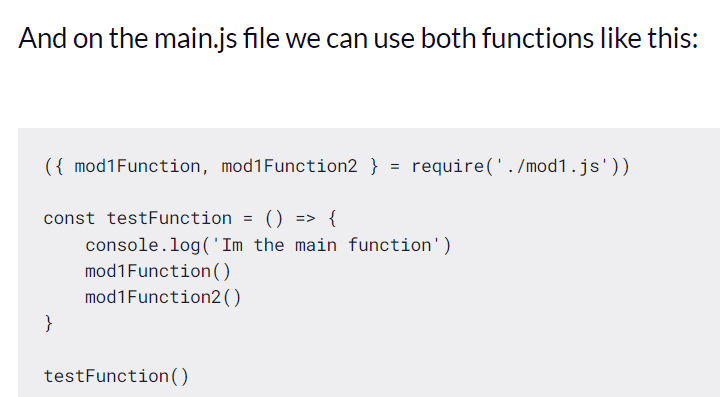 And on the main.js file we can use both functions like this:
({ mod1Function, mod1Function2 } = require('./mod1.js'))
const testFunction = () => {
    console.log('Im the main function')
    mod1Function()
    mod1Function2()
}
testFunction()